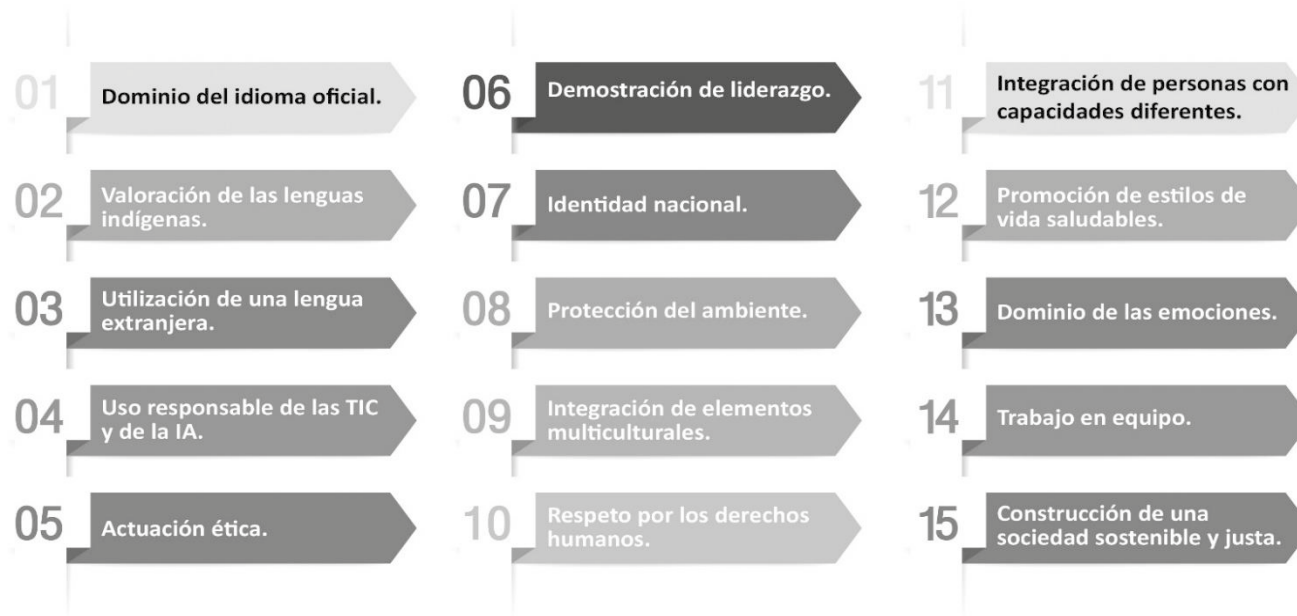 01
Dominio del idioma oficial.
02
Valoración de las lenguas
indígenas.
03
Utilización de una lengua
extranjera.
04
Uso responsable de las TIC
y de la IA.
05
Actuación ética.
06
Demostración de liderazgo.
07
Identidad nacional.
08
Protección del ambiente.
09
Integración de elementos
multiculturales.
10
Respeto por los derechos
humanos.
11
Integración de personas con
capacidades diferentes.
12
Promoción de estilos de
vida saludables.
13
Dominio de las emociones.
14
Trabajo en equipo.
15
Construcción de una
sociedad sostenible y justa.